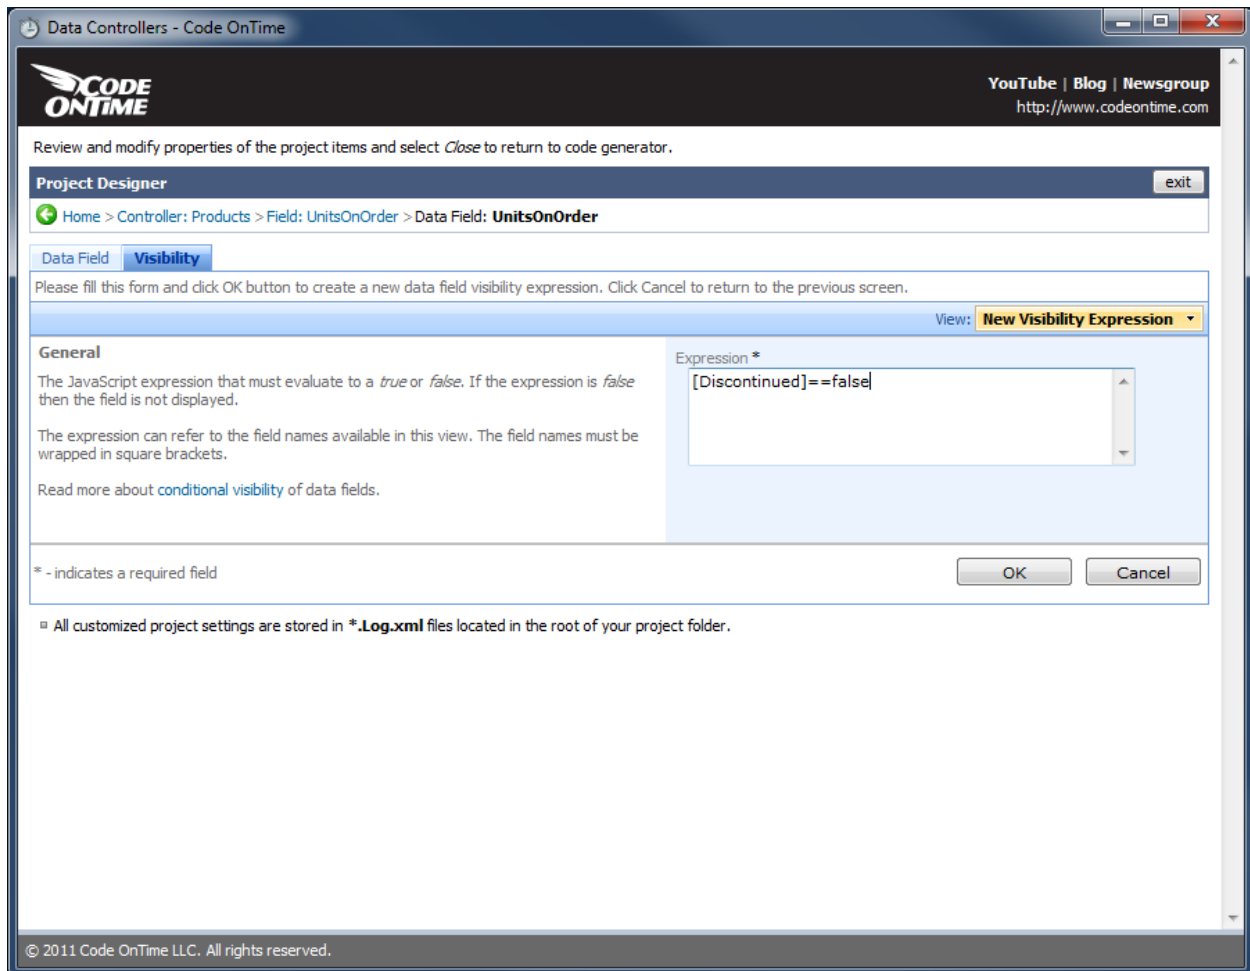 Data Controllers - Code OnTime
CODE
ONTIME
YouTube | Blog | Newsgroup
http://www.codeontime.com
Review and modify properties of the project items and select Close to return to code generator.
Project Designer
exit
Home > Controller: Products > Field: UnitsOnOrder > Data Field: UnitsOnOrder
Data Field Visibility
Please fill this form and click OK button to create a new data field visibility expression. Click Cancel to return to the previous screen.
View: New Visibility Expression
General
The JavaScript expression that must evaluate to a true or false. If the expression is false
then the field is not displayed.
The expression can refer to the field names available in this view. The field names must be
wrapped in square brackets.
Read more about conditional visibility of data fields.
Expression *
[Discontinued]==false
* - indicates a required field
OK
Cancel
All customized project settings are stored in *.Log.xml files located in the root of your project folder.
© 2011 Code OnTime LLC. All rights reserved.